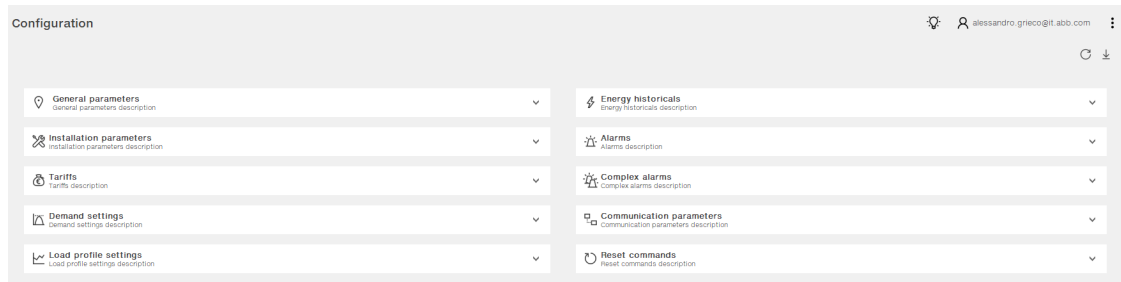 Configuration
alessandro.grieco@it.abb.com
General parameters
General parameters description
Installation parameters
Installation parameters description
Tariffs
Tariffs description
Demand settings
Demand settings description
Load profile settings
Load profile settings description
Energy historicals
Energy historicals description
Alarms
Alarms description
Complex alarms
Complex alarms description
Communication parameters
Communication parameters description
Reset commands
Reset commands description